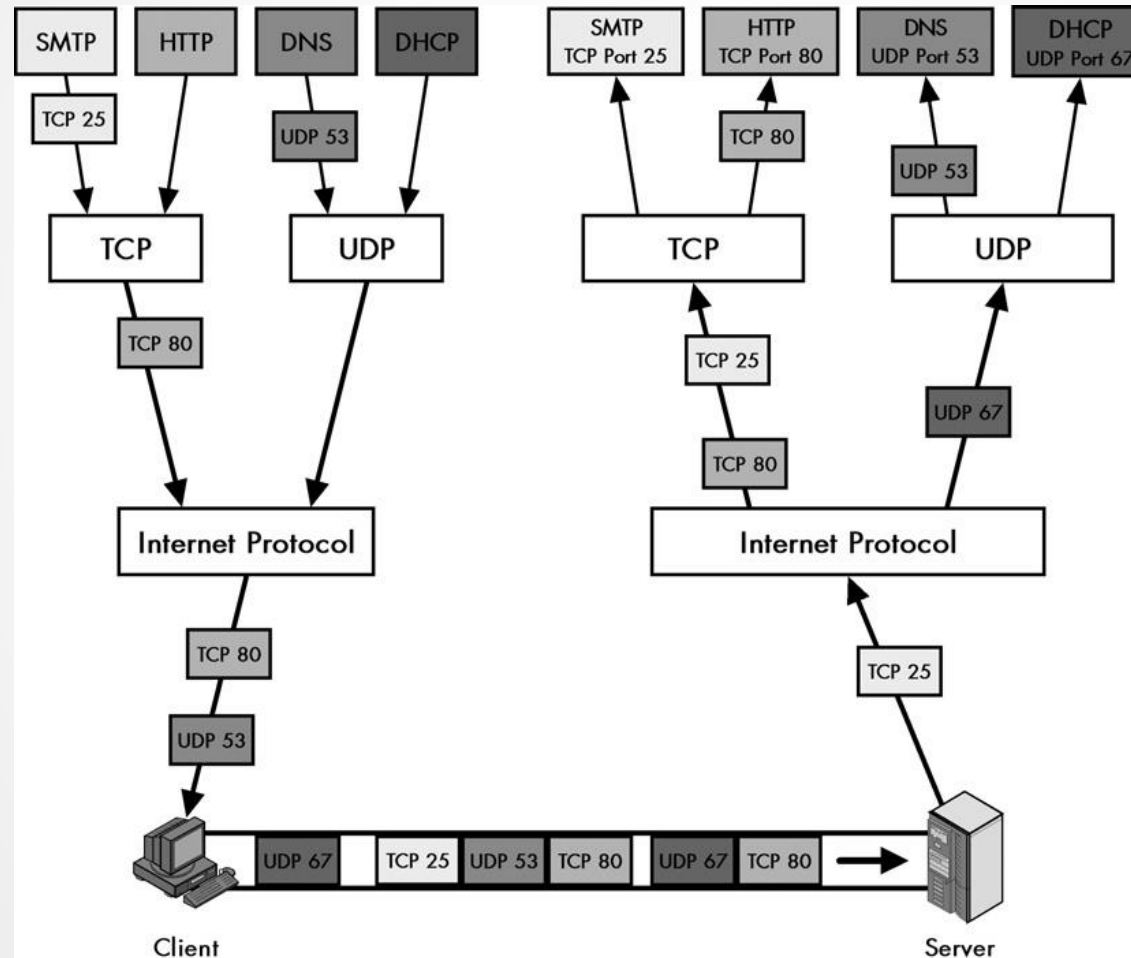 SMTP
HTTP
DNS
DHCP
SMTP
TCP Port 25
HTTP
TCP Port 80
DNS
UDP Port 53
DHCP
UDP Port 67
TCP 25
UDP 53
TCP 80
UDP 53
TCP
UDP
TCP
UDP
TCP 80
TCP 25
UDP 67
TCP 80
Internet Protocol
Internet Protocol
TCP 80
TCP 25
UDP 53
UDP 67
TCP 25
UDP 53
TCP 80
UDP 67
TCP 80
Client
Server